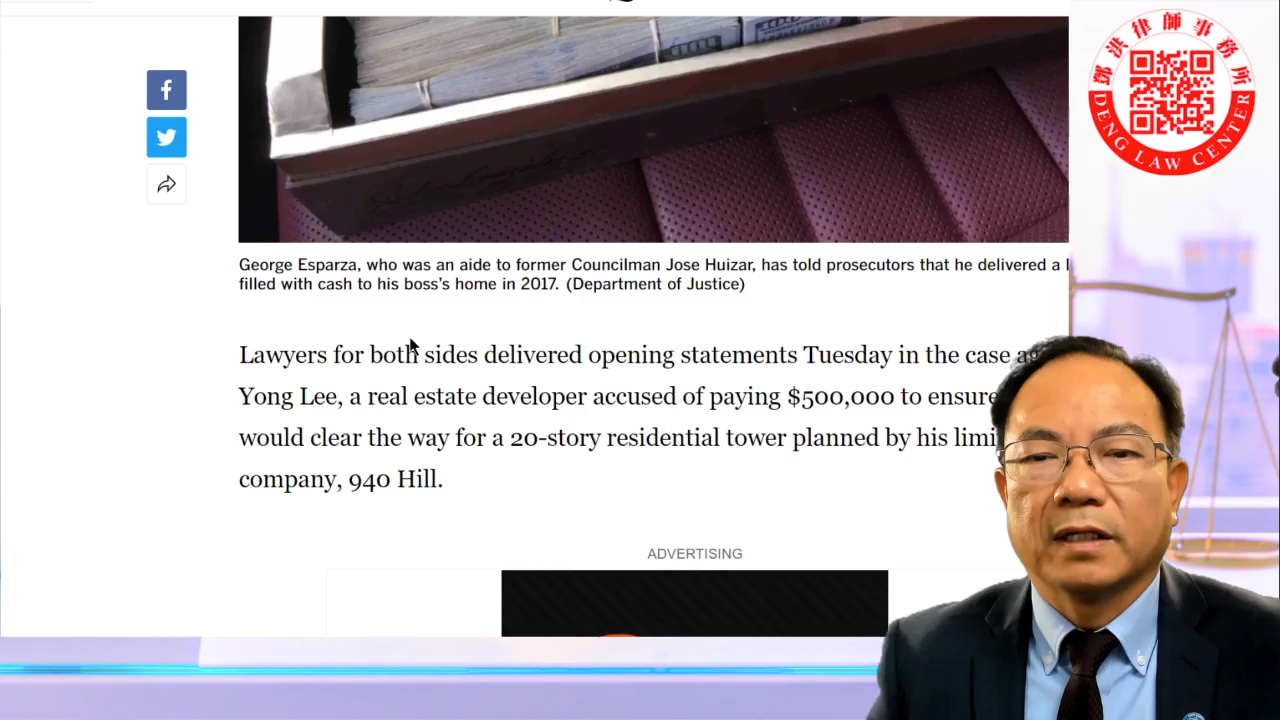 George Esparza, who was an aide to former Councilman Jose Huizar, has told prosecutors that he delivered a
filled with cash to his boss's home in 2017. (Department of Justice)
Lawyers for both sides delivered opening statements Tuesday in the case
Yong Lee, a real estate developer accused of paying $500,000 to ensure
would clear the way for a 20-story residential tower planned by his
company, 940 Hill.
ADVERTISING
鄧洪律師事務所
DENG LAW CENTER